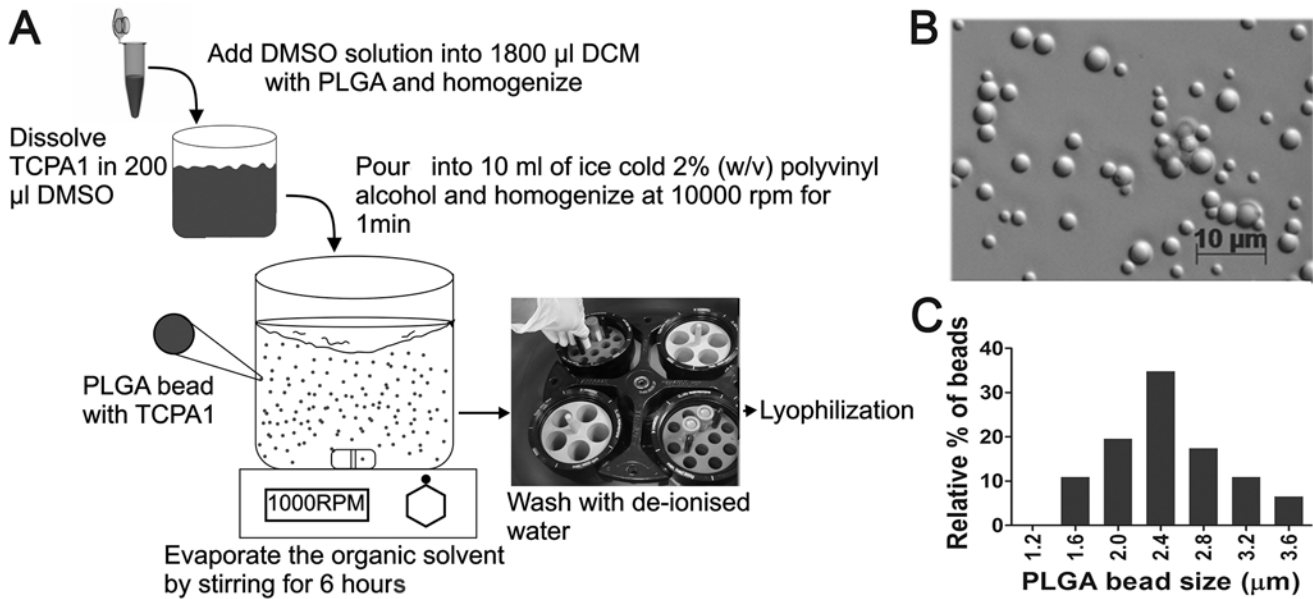 A
Add DMSO solution into 1800 µl DCM
with PLGA and homogenize
Dissolve
TCPA1 in 200
µl DMSO
Pour into 10 ml of ice cold 2% (w/v) polyvinyl
alcohol and homogenize at 10000 rpm for
1min
PLGA bead
with TCPA1
1000RPM
Evaporate the organic solvent
by stirring for 6 hours
Wash with de-ionised
water
Lyophilization
B
10 µm
C
Relative % of beads
40
30
20
10
0
1.2
1.6
2.0
2.4
2.8
3.2
3.6
PLGA bead size (µm)